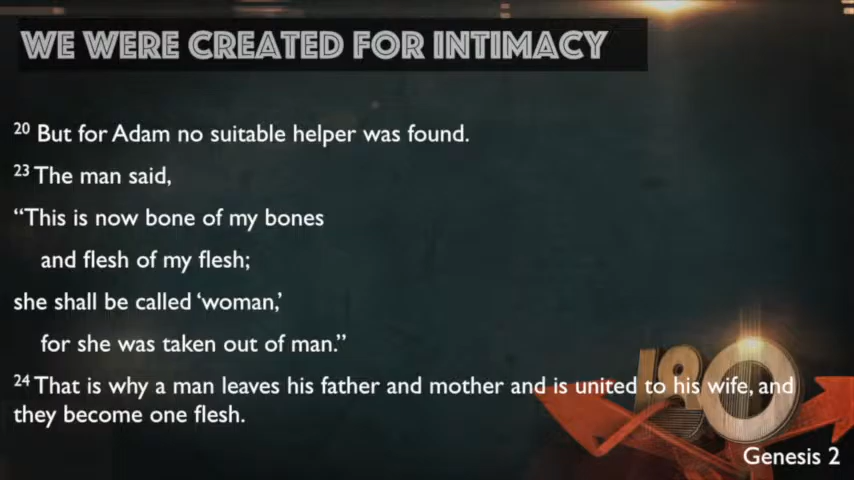 WE WERE CREATED FOR INTIMACY
20 But for Adam no suitable helper was found.
23 The man said,
“This is now bone of my bones
and flesh of my flesh;
she shall be called ‘woman,’
for she was taken out of man.”
24 That is why a man leaves his father and mother and is united to his wife, and
they become one flesh.
180
Genesis 2